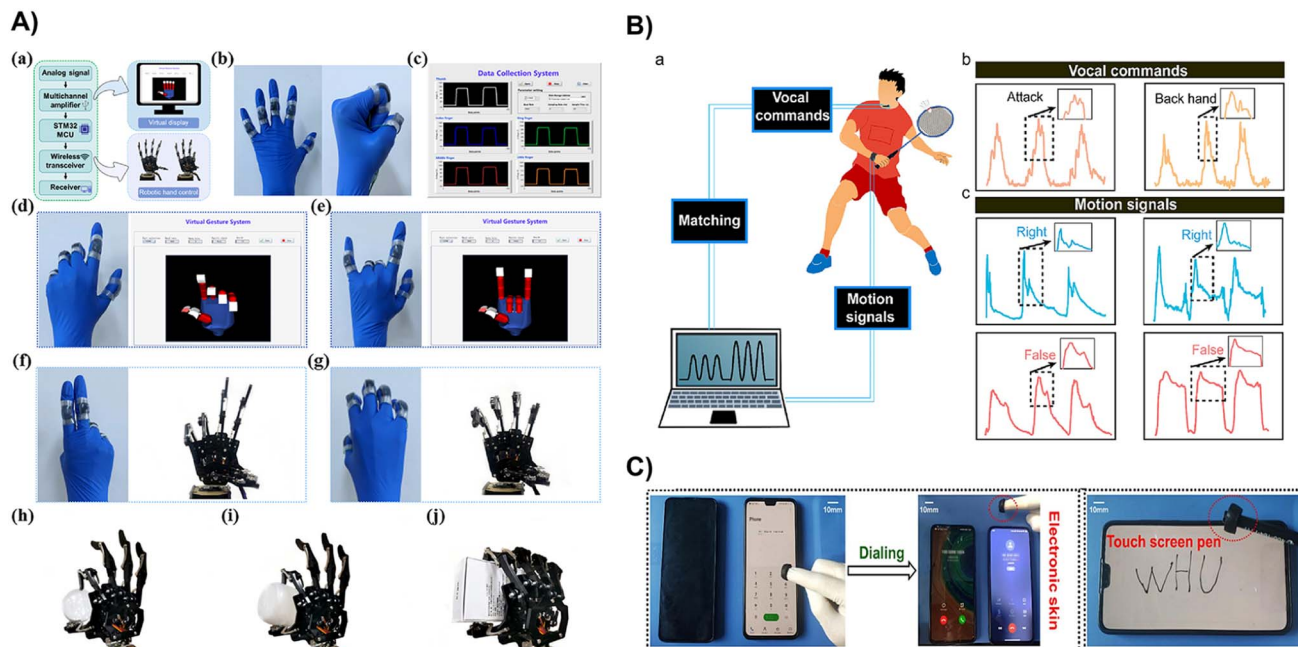 A)
(a)
Analog signal
Multichannel
amplifier
STM32
MCU
Wireless
transceiver
Receiver
Virtual display
Robotic hand control
(b)
(c)
Data Collection System
(d)
Virtual Gesture System
(e)
Virtual Gesture System
(f)
(g)
(h)
(i)
(j)
B)
a
Vocal
commands
Matching
Motion
signals
b
Vocal commands
Attack
Back hand
c
Motion signals
Right
Right
False
False
C)
10mm
Phone
Dialing
10mm
Electronic skin
10mm
Touch screen pen
WHU